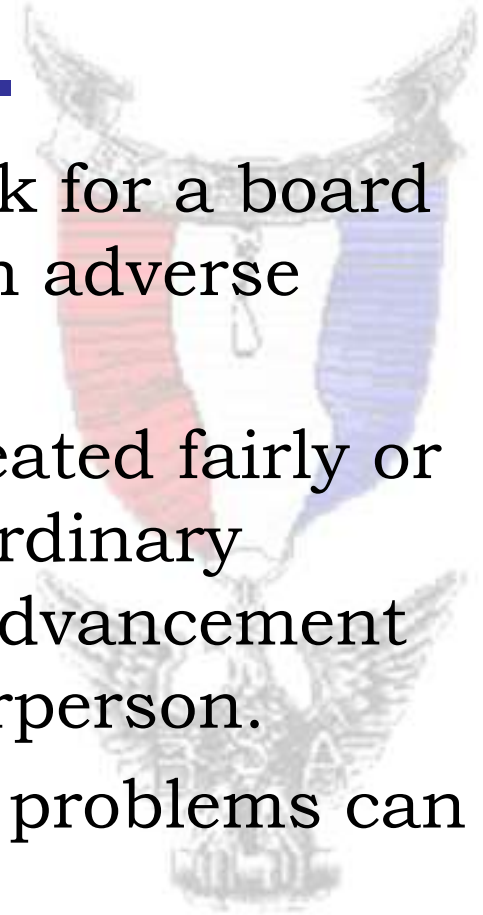 k for a board
n adverse
eated fairly or
rdinary
dvancement
rperson.
problems can